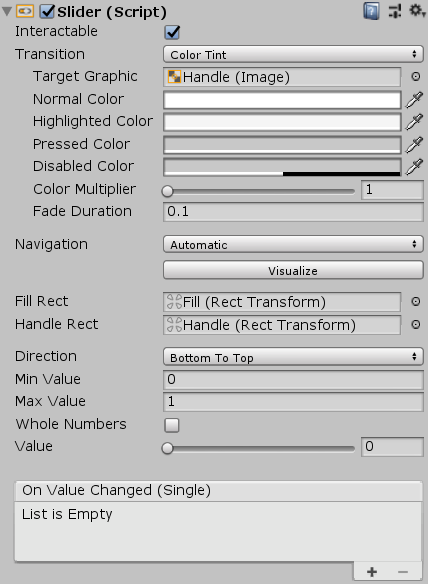 Slider (Script)
Interactable
Transition Color Tint
Target Graphic Handle (Image)
Normal Color
Highlighted Color
Pressed Color
Disabled Color
Color Multiplier 1
Fade Duration 0.1
Navigation Automatic
Visualize
Fill Rect Fill (Rect Transform)
Handle Rect Handle (Rect Transform)
Direction Bottom To Top
Min Value 0
Max Value 1
Whole Numbers
Value 0
On Value Changed (Single)
List is Empty